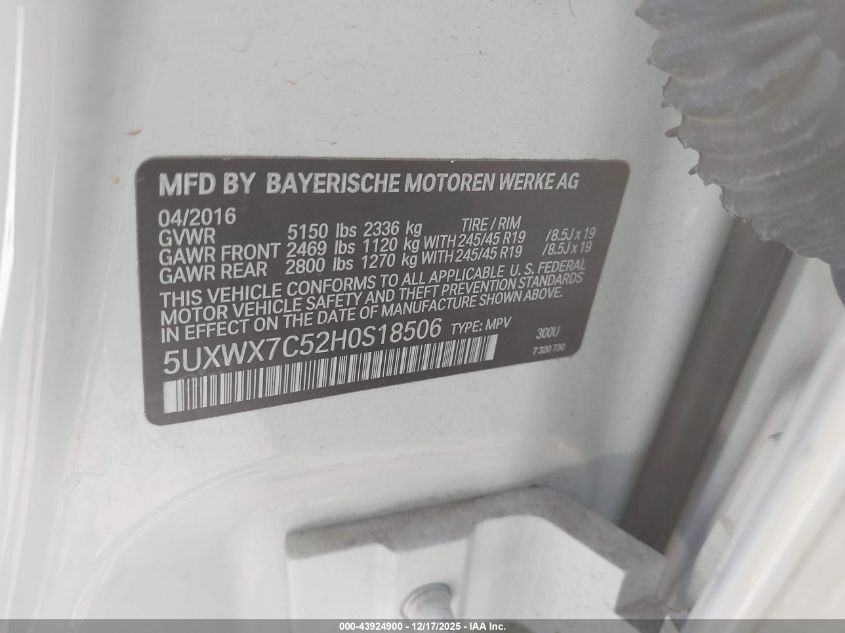 MFD BY BAYERISCHE MOTOREN WERKE AG
04/2016 TIRE / RIM
GVWR 5150 lbs 2336 kg
GAWR FRONT 2469 lbs 1120 kg WITH 245/45 R19 /8.5J x 19
GAWR REAR 2800 lbs 1270 kg WITH 245/45 R19 /8.5J x 19
THIS VEHICLE CONFORMS TO ALL APPLICABLE U. S. FEDERAL
MOTOR VEHICLE SAFETY AND THEFT PREVENTION STANDARDS
IN EFFECT ON THE DATE OF MANUFACTURE SHOWN ABOVE.
5UXWX7C52H0S18506 TYPE: MPV 300U
7 320 730
000-43924900 - 12/17/2025 - IAA Inc.